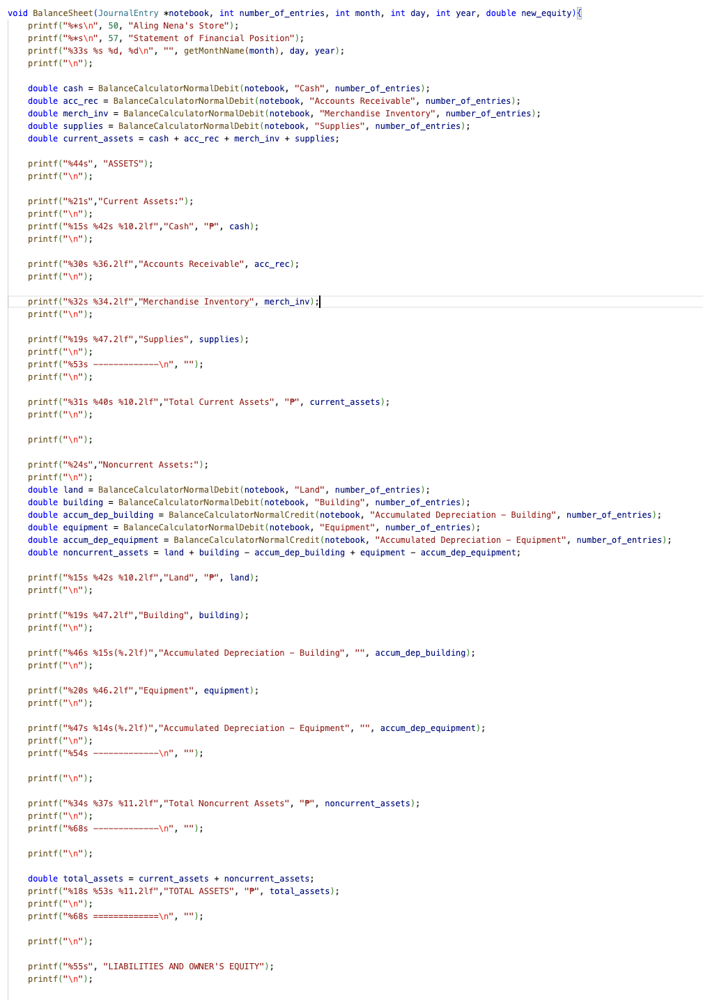 void BalanceSheet(JournalEntry *notebook, int number_of_entries, int month, int day, int year, double new_equity){
    printf("%*s\n", 50, "Aling Nena's Store");
    printf("%*s\n", 57, "Statement of Financial Position");
    printf("%33s %s %d, %d\n", "", getMonthName(month), day, year);
    printf("\n");

    double cash = BalanceCalculatorNormalDebit(notebook, "Cash", number_of_entries);
    double acc_rec = BalanceCalculatorNormalDebit(notebook, "Accounts Receivable", number_of_entries);
    double merch_inv = BalanceCalculatorNormalDebit(notebook, "Merchandise Inventory", number_of_entries);
    double supplies = BalanceCalculatorNormalDebit(notebook, "Supplies", number_of_entries);
    double current_assets = cash + acc_rec + merch_inv + supplies;

    printf("%44s", "ASSETS");
    printf("\n");

    printf("%21s","Current Assets:");
    printf("\n");
    printf("%15s %42s %10.2lf","Cash", "₱", cash);
    printf("\n");

    printf("%30s %36.2lf","Accounts Receivable", acc_rec);
    printf("\n");

    printf("%32s %34.2lf","Merchandise Inventory", merch_inv);
    printf("\n");

    printf("%19s %47.2lf","Supplies", supplies);
    printf("\n");
    printf("%53s -------------\n", "");
    printf("\n");

    printf("%31s %40s %10.2lf","Total Current Assets", "₱", current_assets);
    printf("\n");

    printf("\n");

    printf("%24s","Noncurrent Assets:");
    printf("\n");
    double land = BalanceCalculatorNormalDebit(notebook, "Land", number_of_entries);
    double building = BalanceCalculatorNormalDebit(notebook, "Building", number_of_entries);
    double accum_dep_building = BalanceCalculatorNormalCredit(notebook, "Accumulated Depreciation - Building", number_of_entries);
    double equipment = BalanceCalculatorNormalDebit(notebook, "Equipment", number_of_entries);
    double accum_dep_equipment = BalanceCalculatorNormalCredit(notebook, "Accumulated Depreciation - Equipment", number_of_entries);
    double noncurrent_assets = land + building - accum_dep_building + equipment - accum_dep_equipment;

    printf("%15s %42s %10.2lf","Land", "₱", land);
    printf("\n");

    printf("%19s %47.2lf","Building", building);
    printf("\n");

    printf("%46s %15s(%.2lf)","Accumulated Depreciation - Building", "", accum_dep_building);
    printf("\n");

    printf("%20s %46.2lf","Equipment", equipment);
    printf("\n");

    printf("%47s %14s(%.2lf)","Accumulated Depreciation - Equipment", "", accum_dep_equipment);
    printf("\n");
    printf("%54s -------------\n", "");

    printf("\n");

    printf("%34s %37s %11.2lf","Total Noncurrent Assets", "₱", noncurrent_assets);
    printf("\n");
    printf("%68s -------------\n", "");

    printf("\n");

    double total_assets = current_assets + noncurrent_assets;
    printf("%18s %53s %11.2lf","TOTAL ASSETS", "₱", total_assets);
    printf("\n");
    printf("%68s =============\n", "");

    printf("\n");

    printf("%55s", "LIABILITIES AND OWNER'S EQUITY");
    printf("\n");